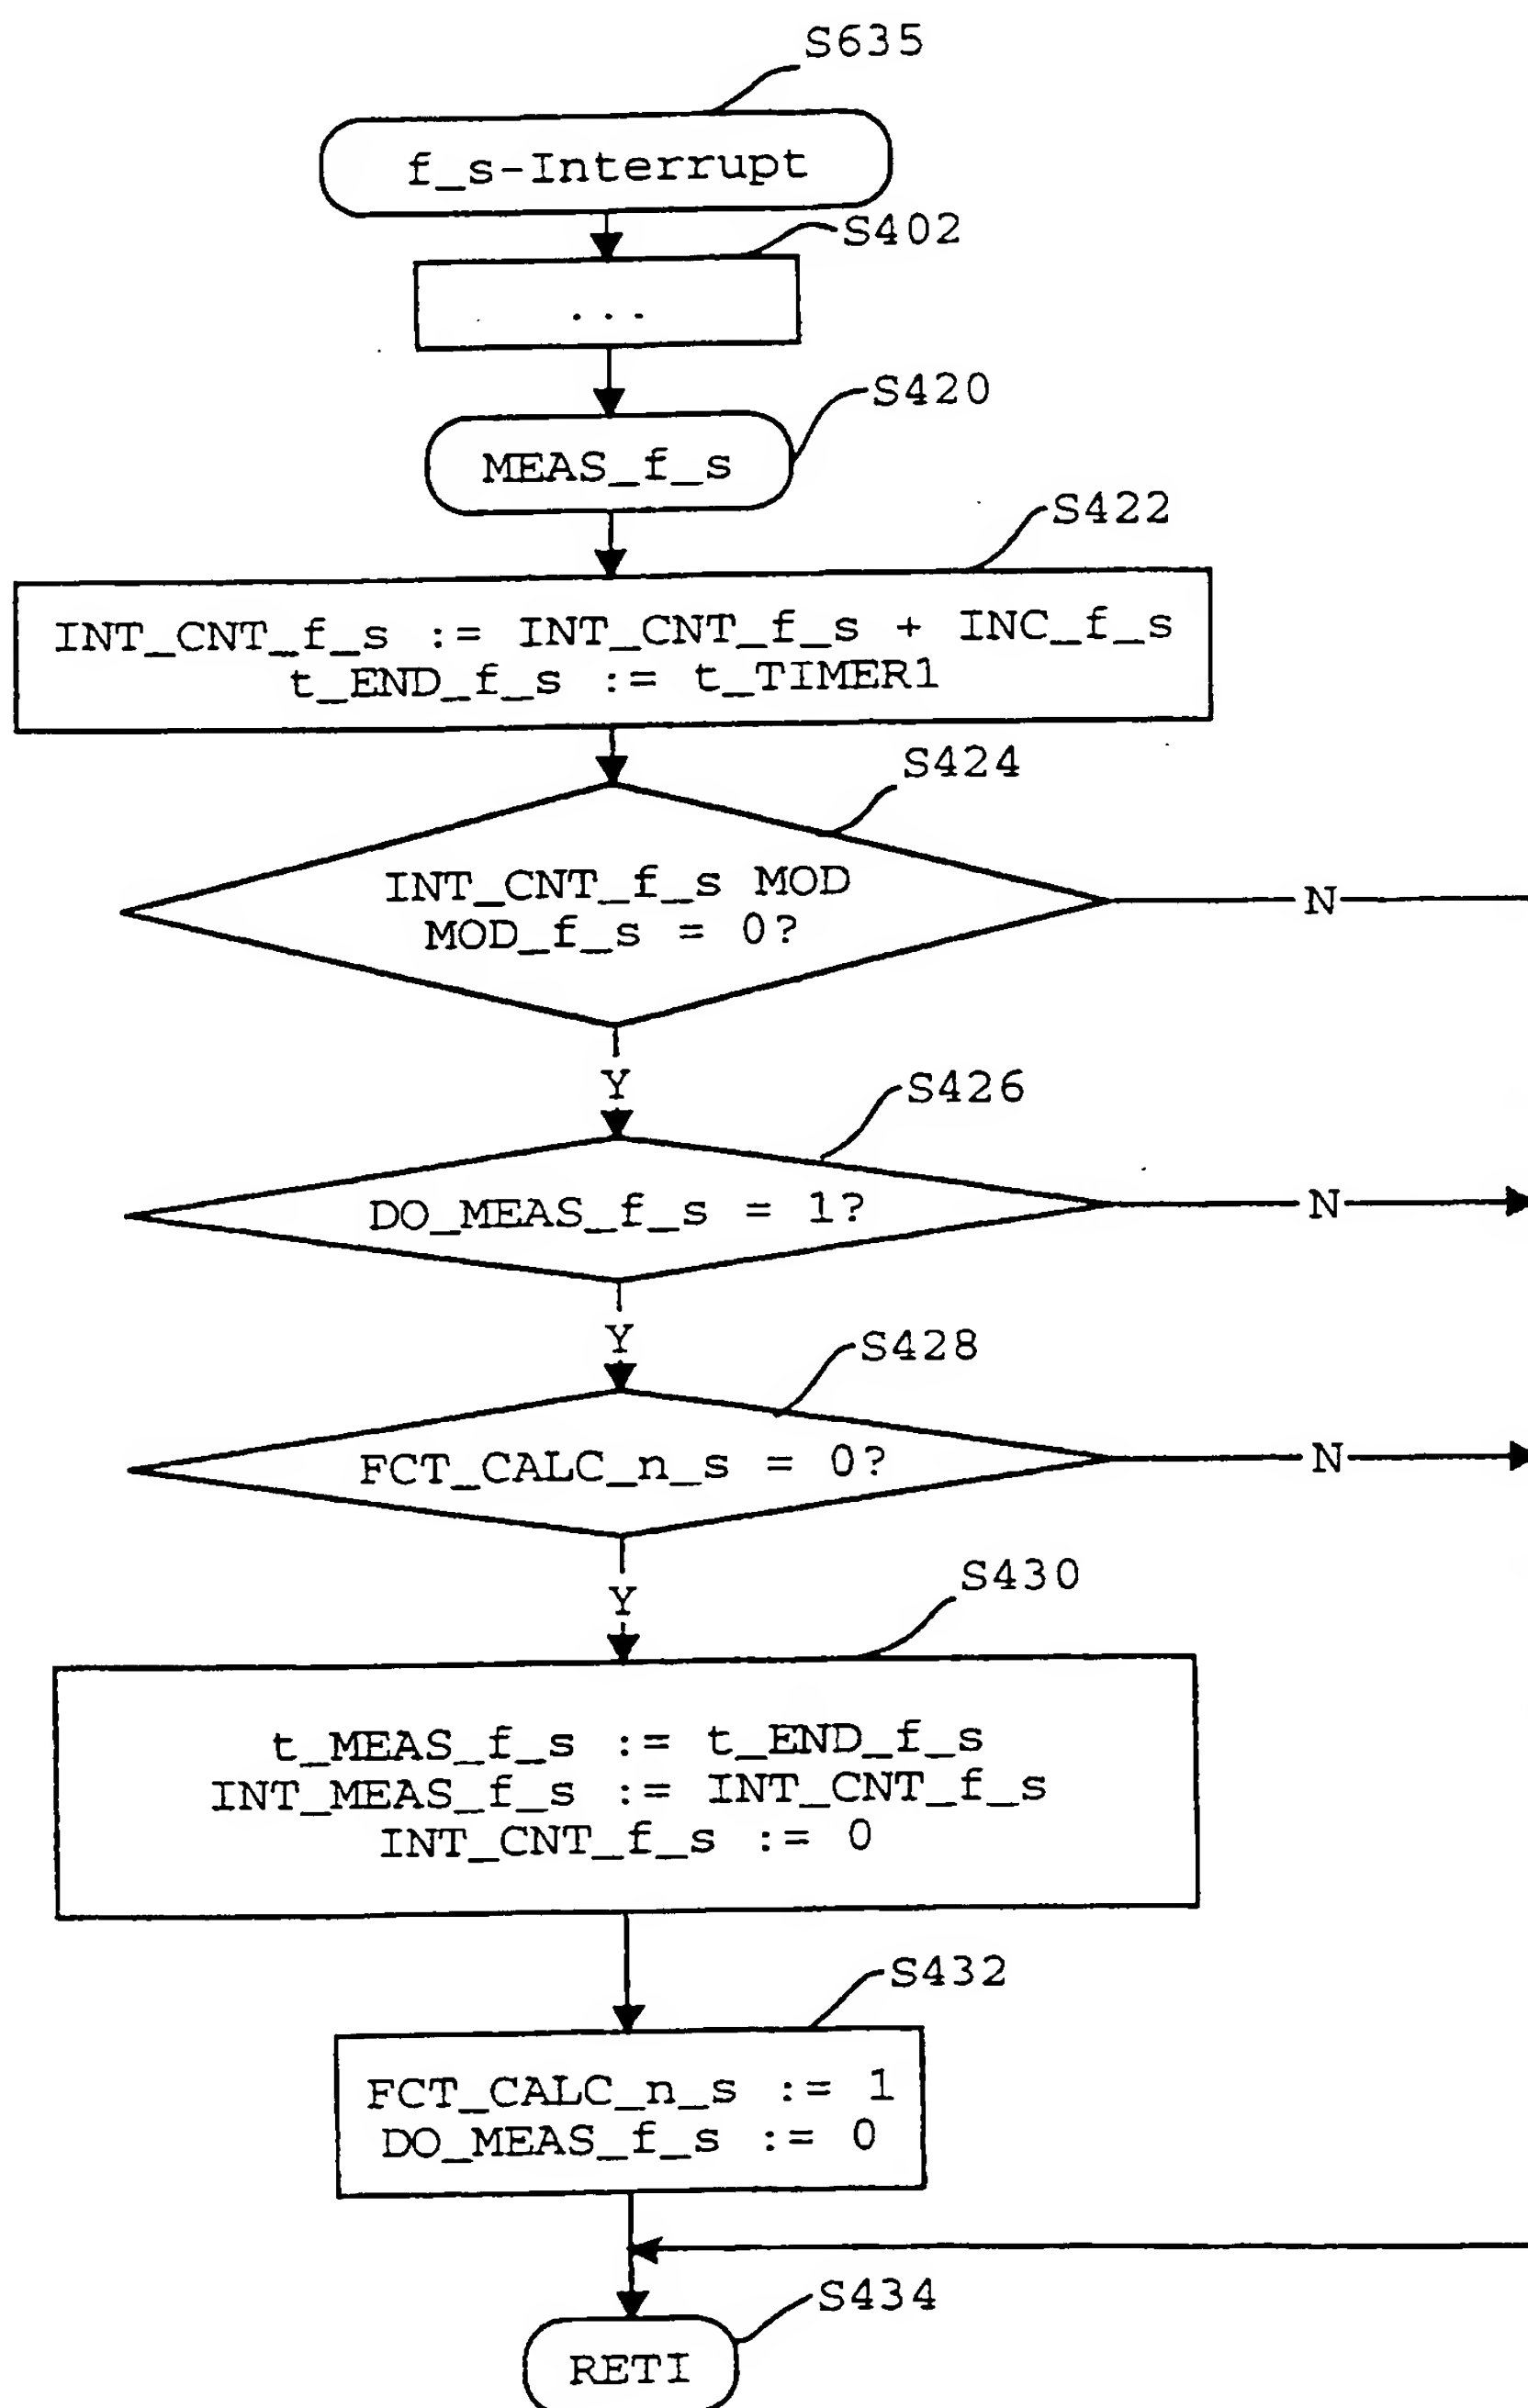 S635
f_s-Interrupt
S402
...
S420
MEAS_f_s
S422
INT_CNT_f_s := INT_CNT_f_s + INC_f_s
t_END_f_s := t_TIMER1
S424
INT_CNT_f_s MOD
MOD_f_s = 0?
N
Y
S426
DO_MEAS_f_s = 1?
N
Y
S428
FCT_CALC_n_s = 0?
N
Y
S430
t_MEAS_f_s := t_END_f_s
INT_MEAS_f_s := INT_CNT_f_s
INT_CNT_f_s := 0
S432
FCT_CALC_n_s := 1
DO_MEAS_f_s := 0
S434
RETI